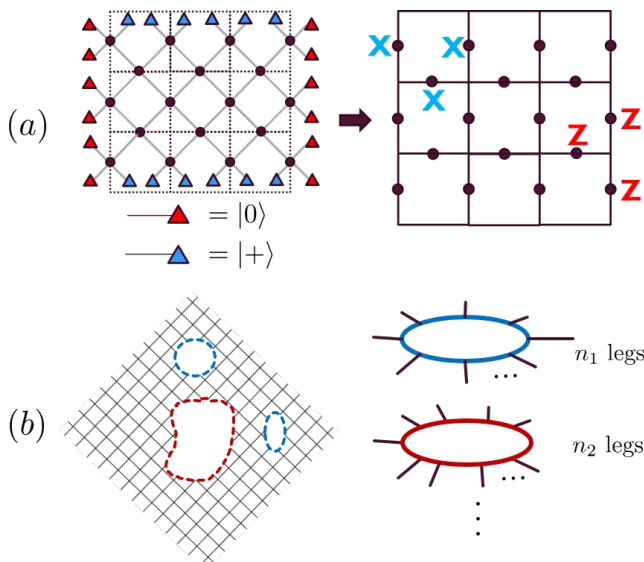 (a)
X X
X
Z
Z
Z
= |0⟩
= |+⟩
(b)
n₁ legs
...
n₂ legs
...